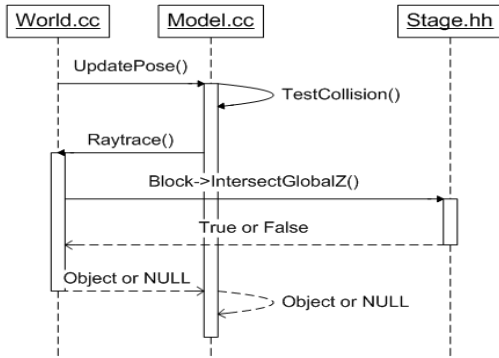 World.cc
Model.cc
Stage.hh
UpdatePose()
TestCollision()
Raytrace()
Block->IntersectGlobalZ()
True or False
Object or NULL
Object or NULL